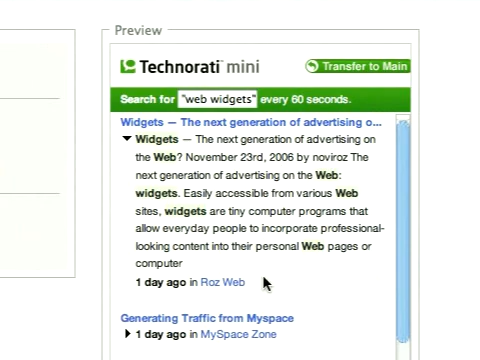 Preview
Technorati mini
Transfer to Main
Search for "web widgets" every 60 seconds.
Widgets — The next generation of advertising o...
Widgets — The next generation of advertising on
the Web? November 23rd, 2006 by noviroz The
next generation of advertising on the Web:
widgets. Easily accessible from various Web
sites, widgets are tiny computer programs that
allow everyday people to incorporate professional-
looking content into their personal Web pages or
computer
1 day ago in Roz Web
Generating Traffic from Myspace
1 day ago in MySpace Zone